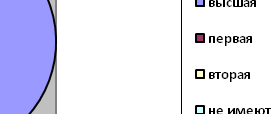 высшая
первая
вторая
не имеют